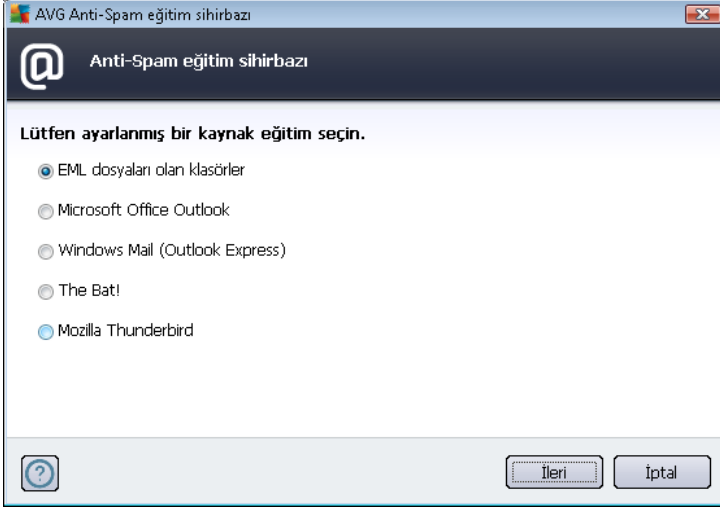 AVG Anti-Spam eğitim sihirbazı
Anti-Spam eğitim sihirbazı
Lütfen ayarlanmış bir kaynak eğitim seçin.
EML dosyaları olan klasörler
Microsoft Office Outlook
Windows Mail (Outlook Express)
The Bat!
Mozilla Thunderbird
İleri
İptal